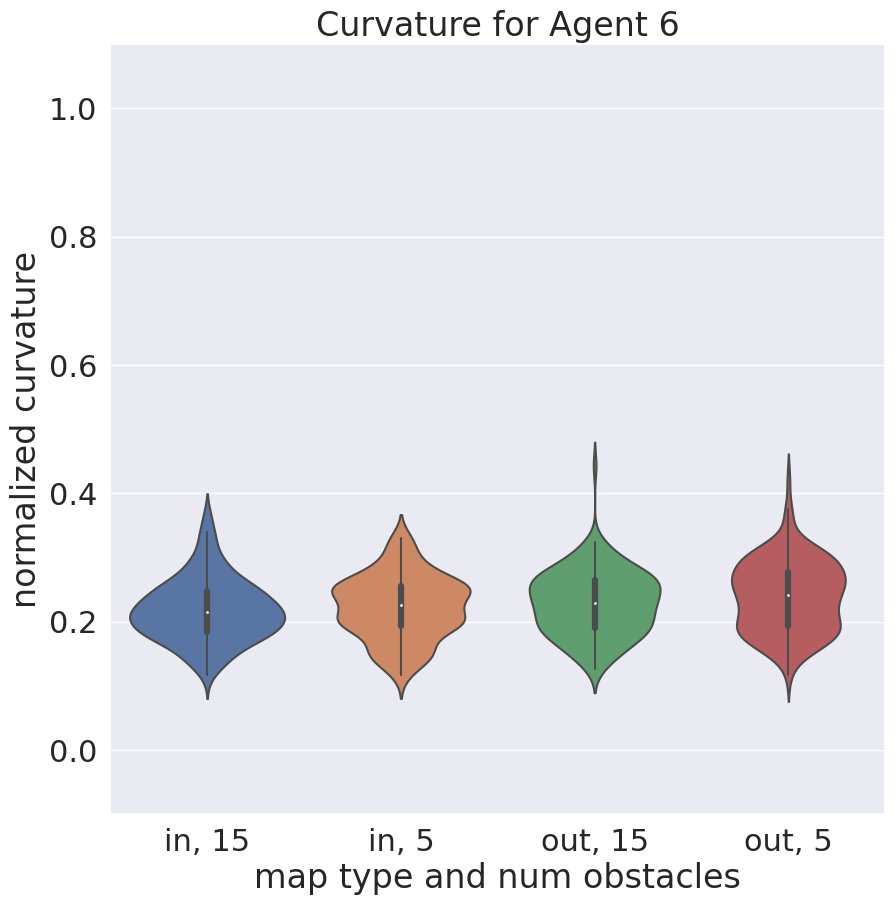 Curvature for Agent 6
normalized curvature
1.0
0.8
0.6
0.4
0.2
0.0
in, 15
in, 5
out, 15
out, 5
map type and num obstacles